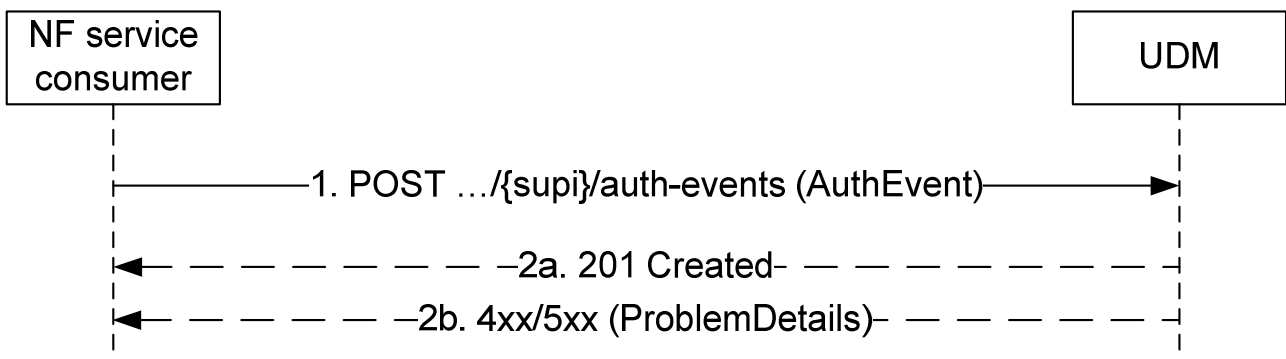 NF service
consumer
UDM
1. POST …/{supi}/auth-events (AuthEvent)
2a. 201 Created
2b. 4xx/5xx (ProblemDetails)